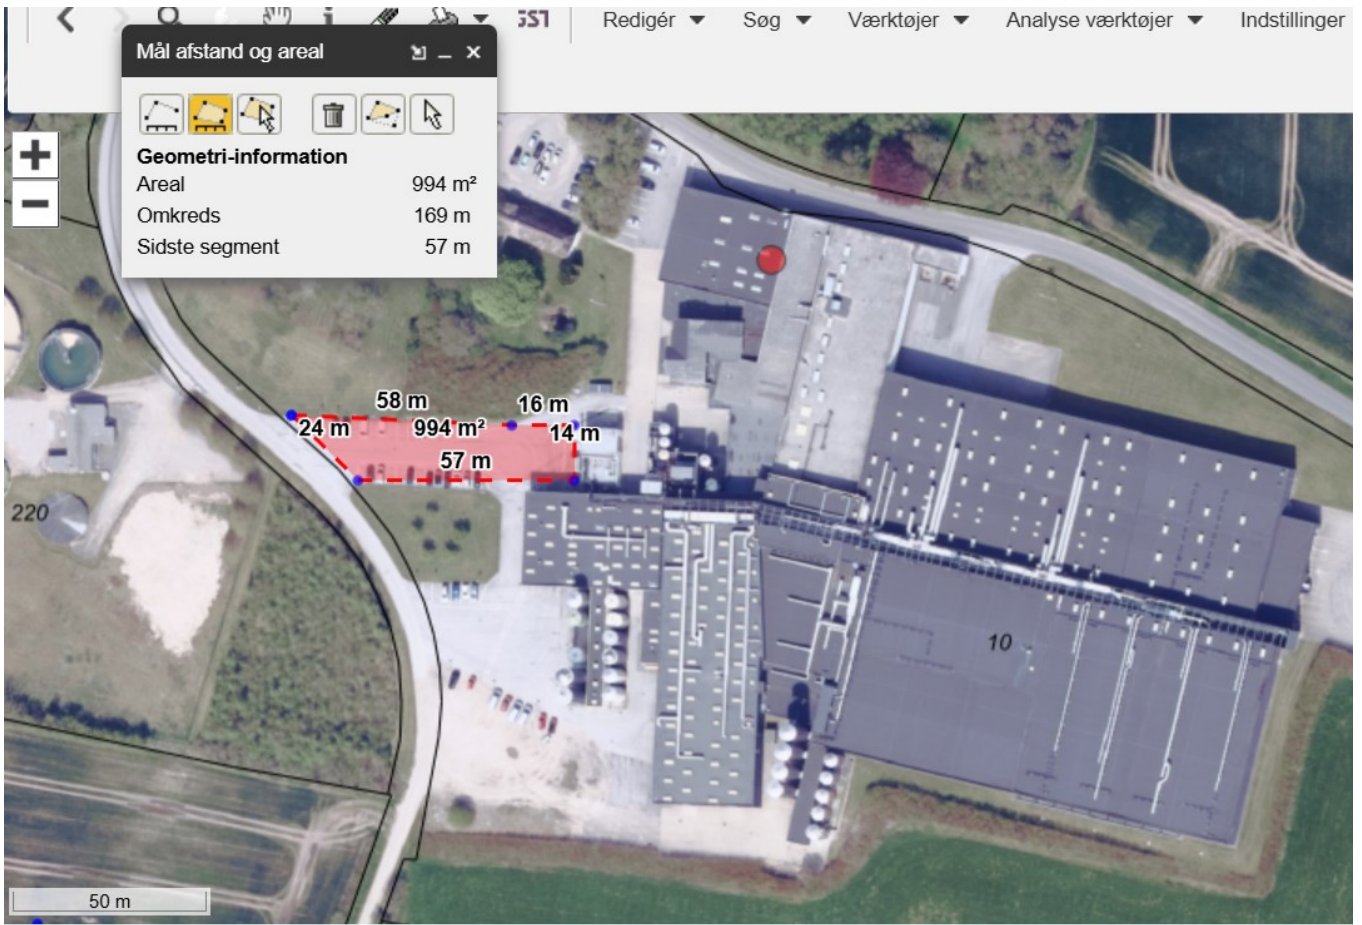 GST
Redigér
Søg
Værktøjer
Analyse værktøjer
Indstillinger
Mål afstand og areal
Geometri-information
Areal 994 m²
Omkreds 169 m
Sidste segment 57 m
58 m
16 m
24 m
994 m²
14 m
57 m
220
10
50 m